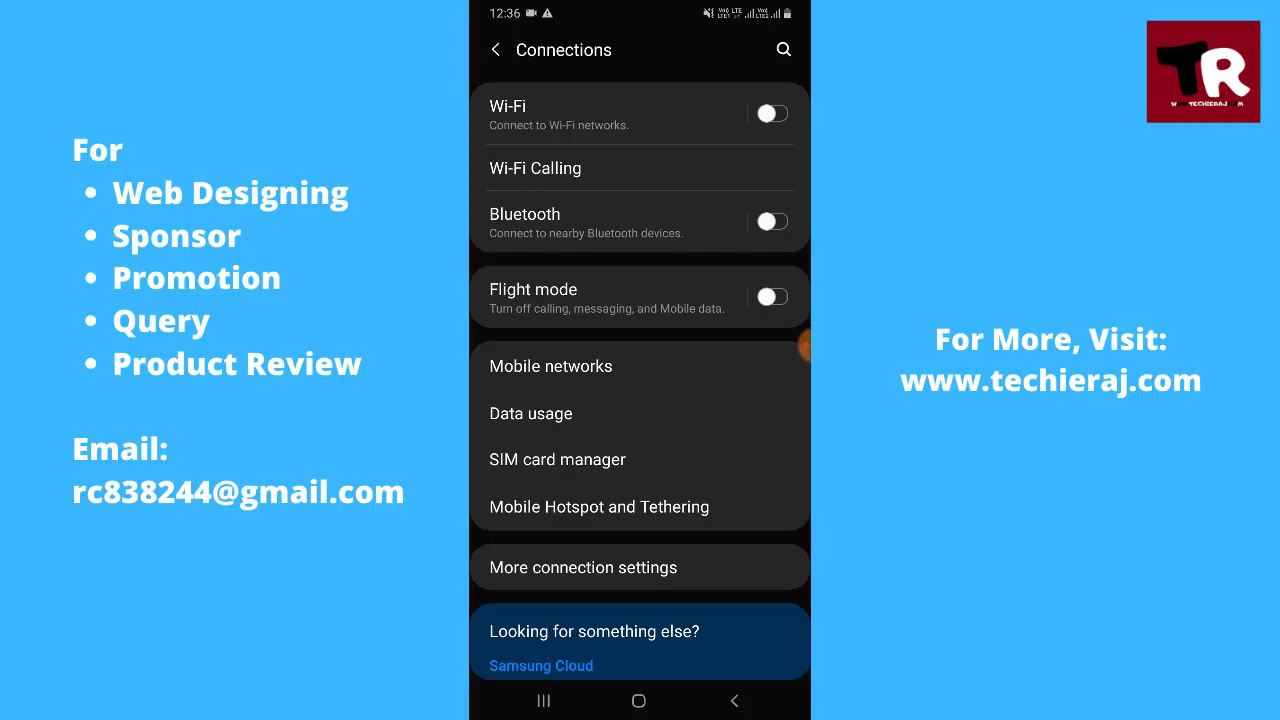 For
Web Designing
Sponsor
Promotion
Query
Product Review
Email:
rc838244@gmail.com
12:36
Connections
Wi-Fi
Connect to Wi-Fi networks.
Wi-Fi Calling
Bluetooth
Connect to nearby Bluetooth devices.
Flight mode
Turn off calling, messaging, and Mobile data.
Mobile networks
Data usage
SIM card manager
Mobile Hotspot and Tethering
More connection settings
Looking for something else?
Samsung Cloud
TR
For More, Visit:
www.techieraj.com